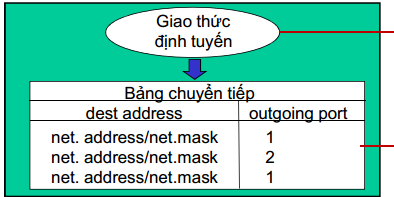 Giao thức
định tuyến
Bảng chuyển tiếp
dest address outgoing port
net. address/net.mask 1
net. address/net.mask 2
net. address/net.mask 1